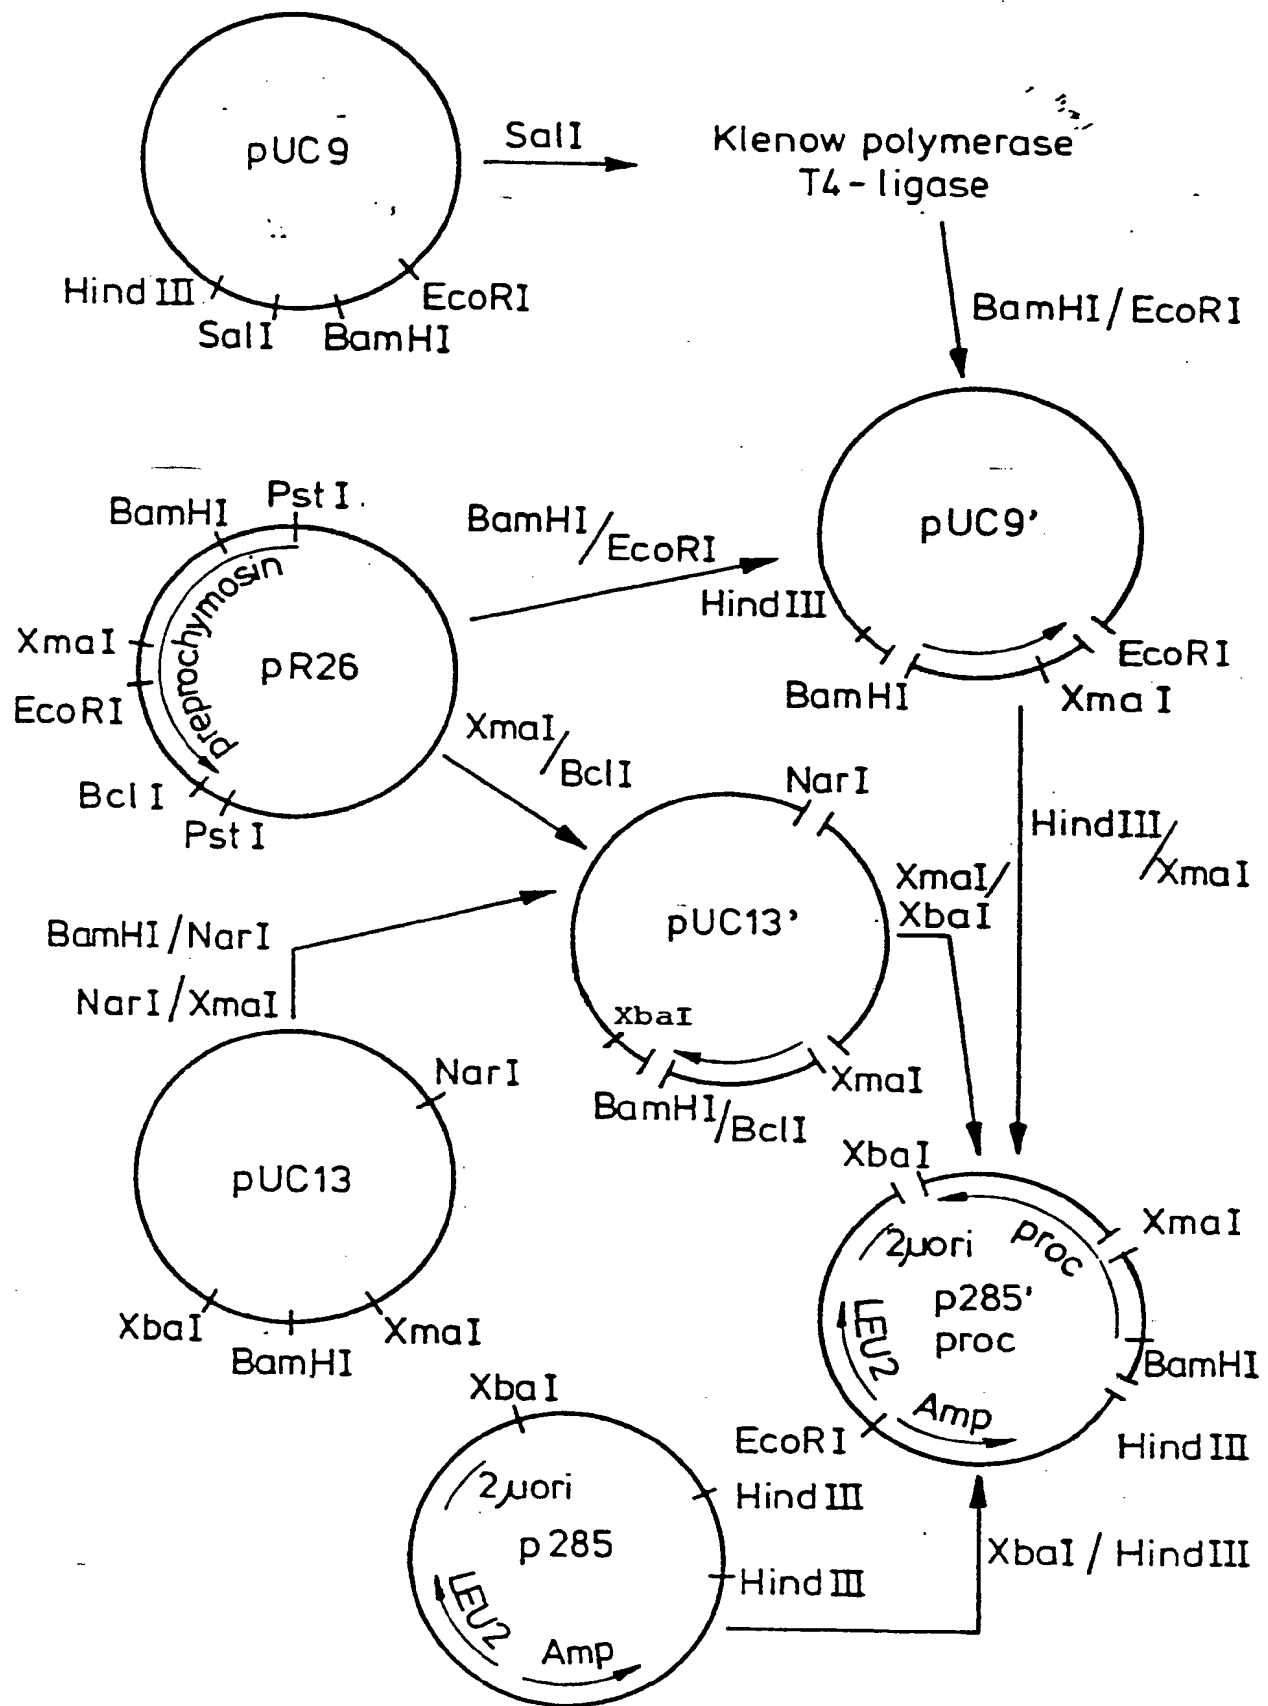 pUC9
SalI
Klenow polymerase
T4-ligase
HindIII
SalI
BamHI
EcoRI
BamHI/EcoRI
pUC9'
HindIII
BamHI
XmaI
EcoRI
BamHI
PstI
XmaI
EcoRI
BclI
PstI
preprochymosin
pR26
BamHI/EcoRI
XmaI/BclI
NarI
pUC13'
XbaI
BamHI/BclI
XmaI
XmaI/
XbaI
HindIII/XmaI
BamHI/NarI
NarI/XmaI
NarI
pUC13
XbaI
BamHI
XmaI
XbaI
XmaI
2µori
proc
p285'
proc
LEU2
Amp
BamHI
EcoRI
HindIII
XbaI
2µori
HindIII
p285
HindIII
LEU2
Amp
XbaI/HindIII